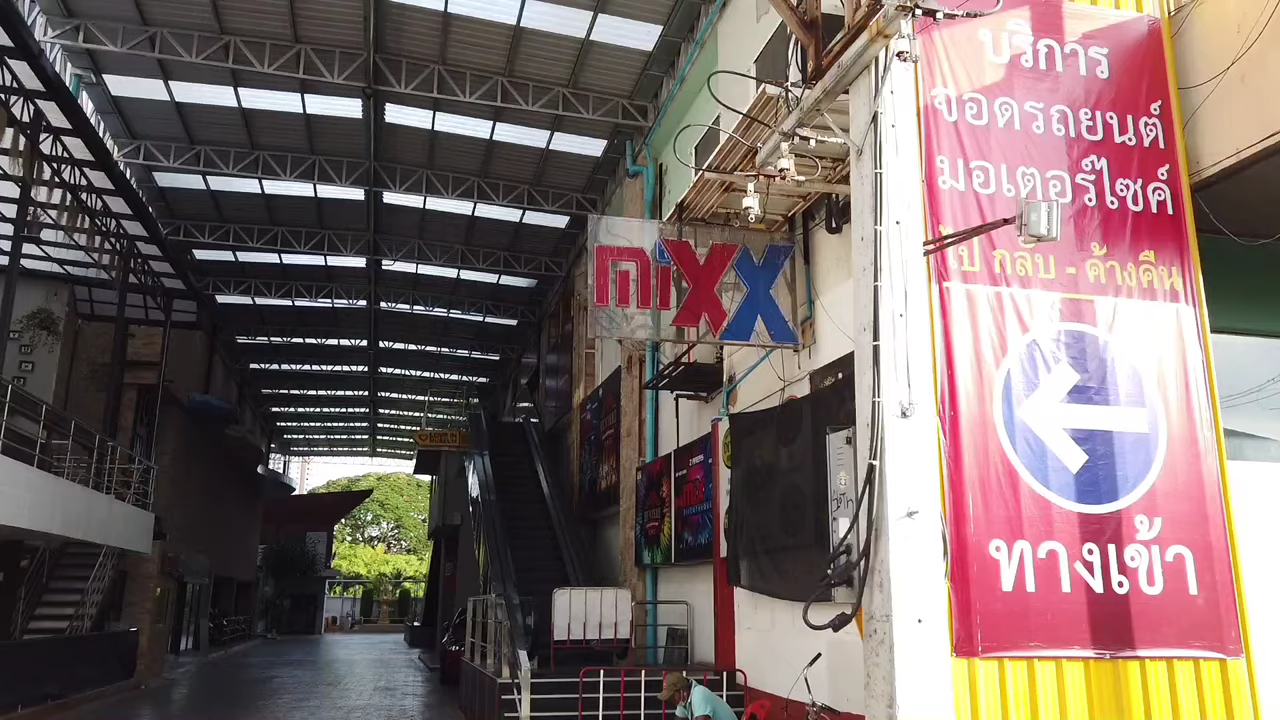 บริการ
จอดรถยนต์
มอเตอร์ไซค์
ไป กลับ - ค้างคืน
ทางเข้า
miXX